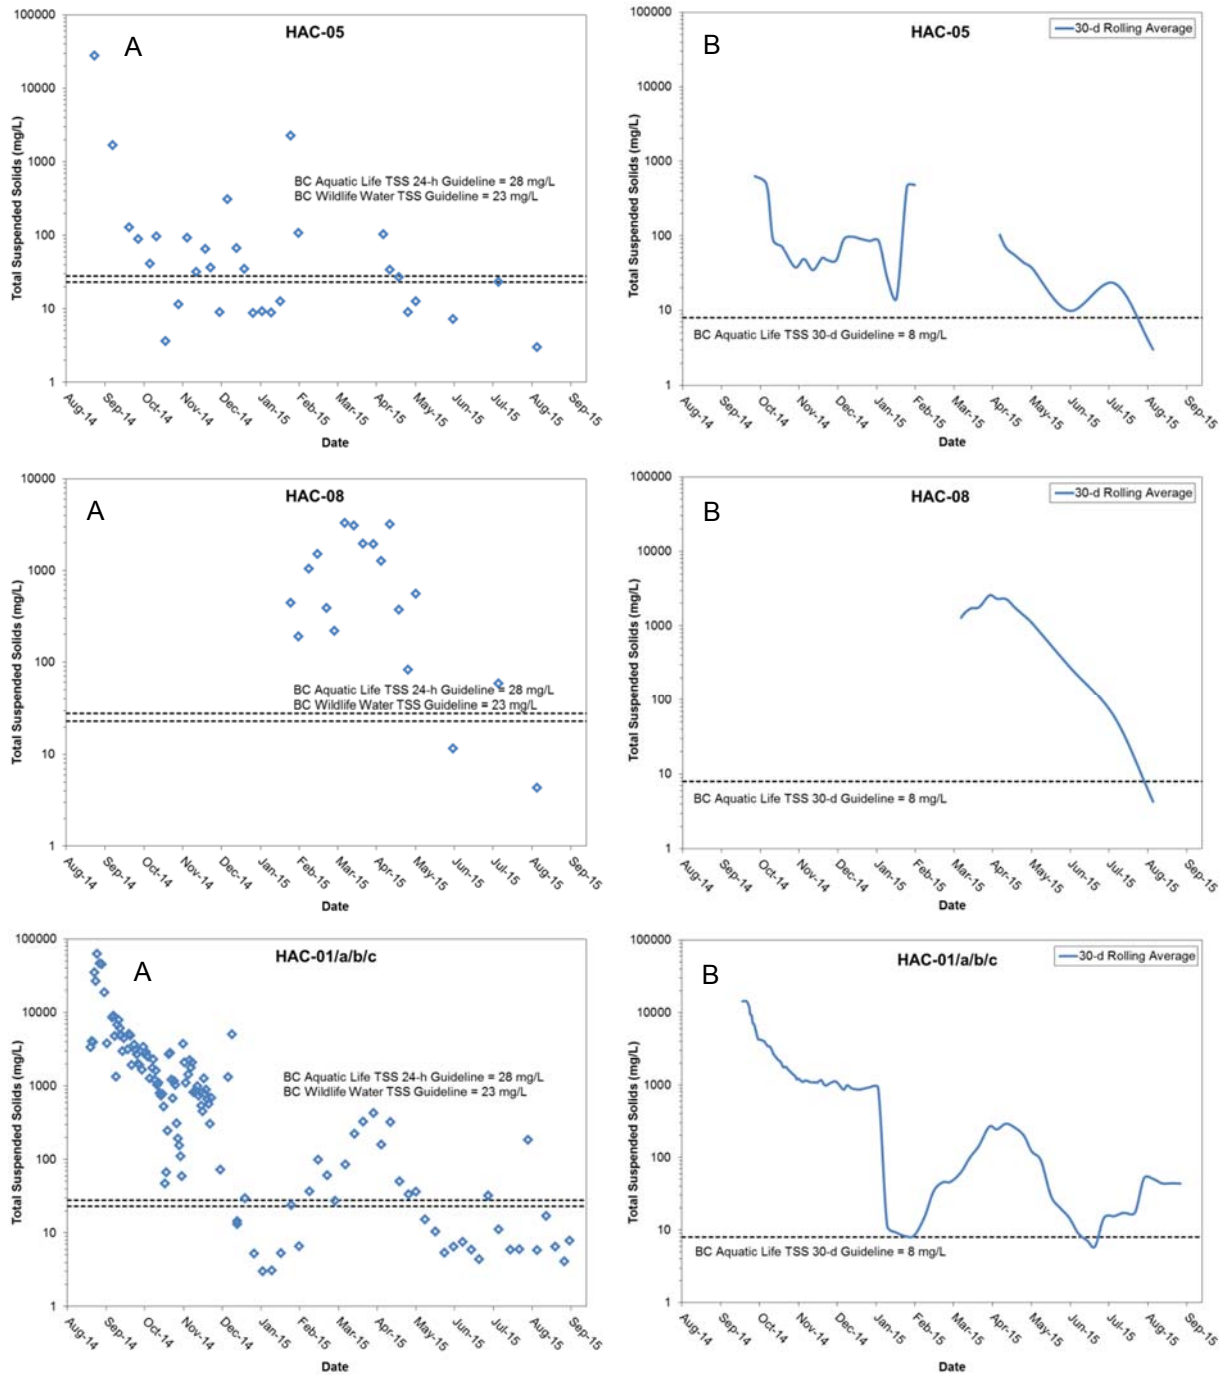 HAC-05
A
Total Suspended Solids (mg/L)
100000
10000
1000
100
10
1
BC Aquatic Life TSS 24-h Guideline = 28 mg/L
BC Wildlife Water TSS Guideline = 23 mg/L
Aug-14 Sep-14 Oct-14 Nov-14 Dec-14 Jan-15 Feb-15 Mar-15 Apr-15 May-15 Jun-15 Jul-15 Aug-15 Sep-15
Date
HAC-05
B
30-d Rolling Average
Total Suspended Solids (mg/L)
100000
10000
1000
100
10
1
BC Aquatic Life TSS 30-d Guideline = 8 mg/L
Aug-14 Sep-14 Oct-14 Nov-14 Dec-14 Jan-15 Feb-15 Mar-15 Apr-15 May-15 Jun-15 Jul-15 Aug-15 Sep-15
Date
HAC-08
A
Total Suspended Solids (mg/L)
10000
1000
100
10
1
BC Aquatic Life TSS 24-h Guideline = 28 mg/L
BC Wildlife Water TSS Guideline = 23 mg/L
Aug-14 Sep-14 Oct-14 Nov-14 Dec-14 Jan-15 Feb-15 Mar-15 Apr-15 May-15 Jun-15 Jul-15 Aug-15 Sep-15
Date
HAC-08
B
30-d Rolling Average
Total Suspended Solids (mg/L)
100000
10000
1000
100
10
1
BC Aquatic Life TSS 30-d Guideline = 8 mg/L
Aug-14 Sep-14 Oct-14 Nov-14 Dec-14 Jan-15 Feb-15 Mar-15 Apr-15 May-15 Jun-15 Jul-15 Aug-15 Sep-15
Date
HAC-01/a/b/c
A
Total Suspended Solids (mg/L)
100000
10000
1000
100
10
1
BC Aquatic Life TSS 24-h Guideline = 28 mg/L
BC Wildlife Water TSS Guideline = 23 mg/L
Aug-14 Sep-14 Oct-14 Nov-14 Dec-14 Jan-15 Feb-15 Mar-15 Apr-15 May-15 Jun-15 Jul-15 Aug-15 Sep-15
Date
HAC-01/a/b/c
B
30-d Rolling Average
Total Suspended Solids (mg/L)
100000
10000
1000
100
10
1
BC Aquatic Life TSS 30-d Guideline = 8 mg/L
Aug-14 Sep-14 Oct-14 Nov-14 Dec-14 Jan-15 Feb-15 Mar-15 Apr-15 May-15 Jun-15 Jul-15 Aug-15 Sep-15
Date